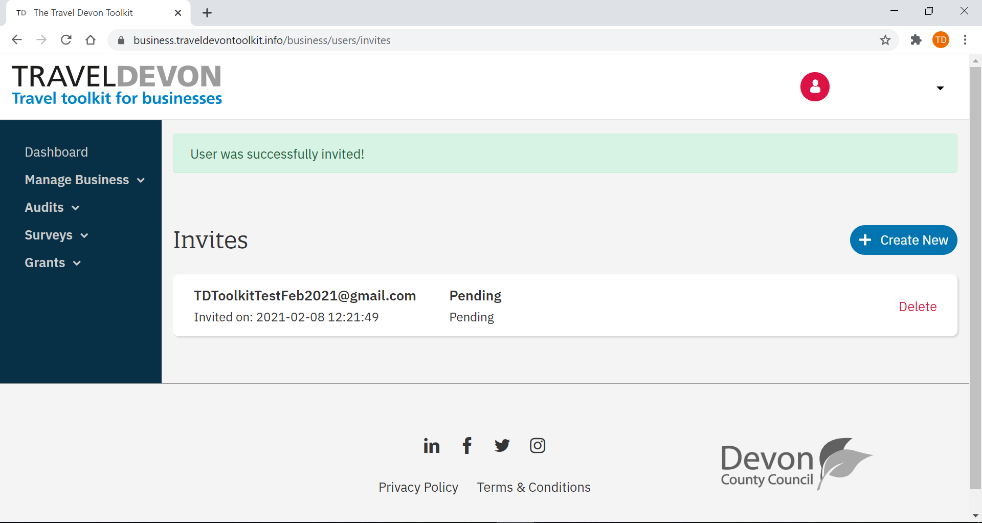 TD The Travel Devon Toolkit
business.traveldevontoolkit.info/business/users/invites
TD
TRAVELDEVON
Travel toolkit for businesses
Dashboard
Manage Business
Audits
Surveys
Grants
User was successfully invited!
Invites
+ Create New
TDToolkitTestFeb2021@gmail.com
Pending
Invited on: 2021-02-08 12:21:49
Pending
Delete
in f
Devon
County Council
Privacy Policy
Terms & Conditions